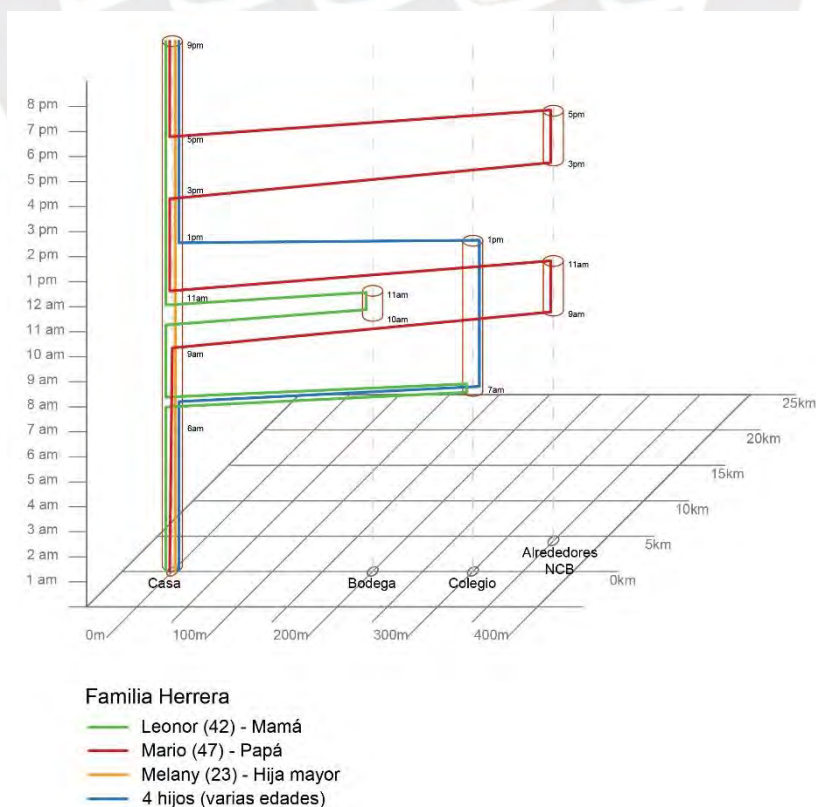 9pm
8 pm
7 pm
6 pm
5 pm
4 pm
3 pm
2 pm
1 pm
12 am
11 am
10 am
9 am
8 am
7 am
6 am
5 am
4 am
3 am
2 am
1 am
5pm
3pm
1pm
11am
9am
6am
5pm
3pm
1pm
11am
10am
11am
9am
7am
25km
20km
15km
10km
5km
0km
Casa
Bodega
Colegio
Alrededores
NCB
0m
100m
200m
300m
400m
Familia Herrera
Leonor (42) - Mamá
Mario (47) - Papá
Melany (23) - Hija mayor
4 hijos (varias edades)